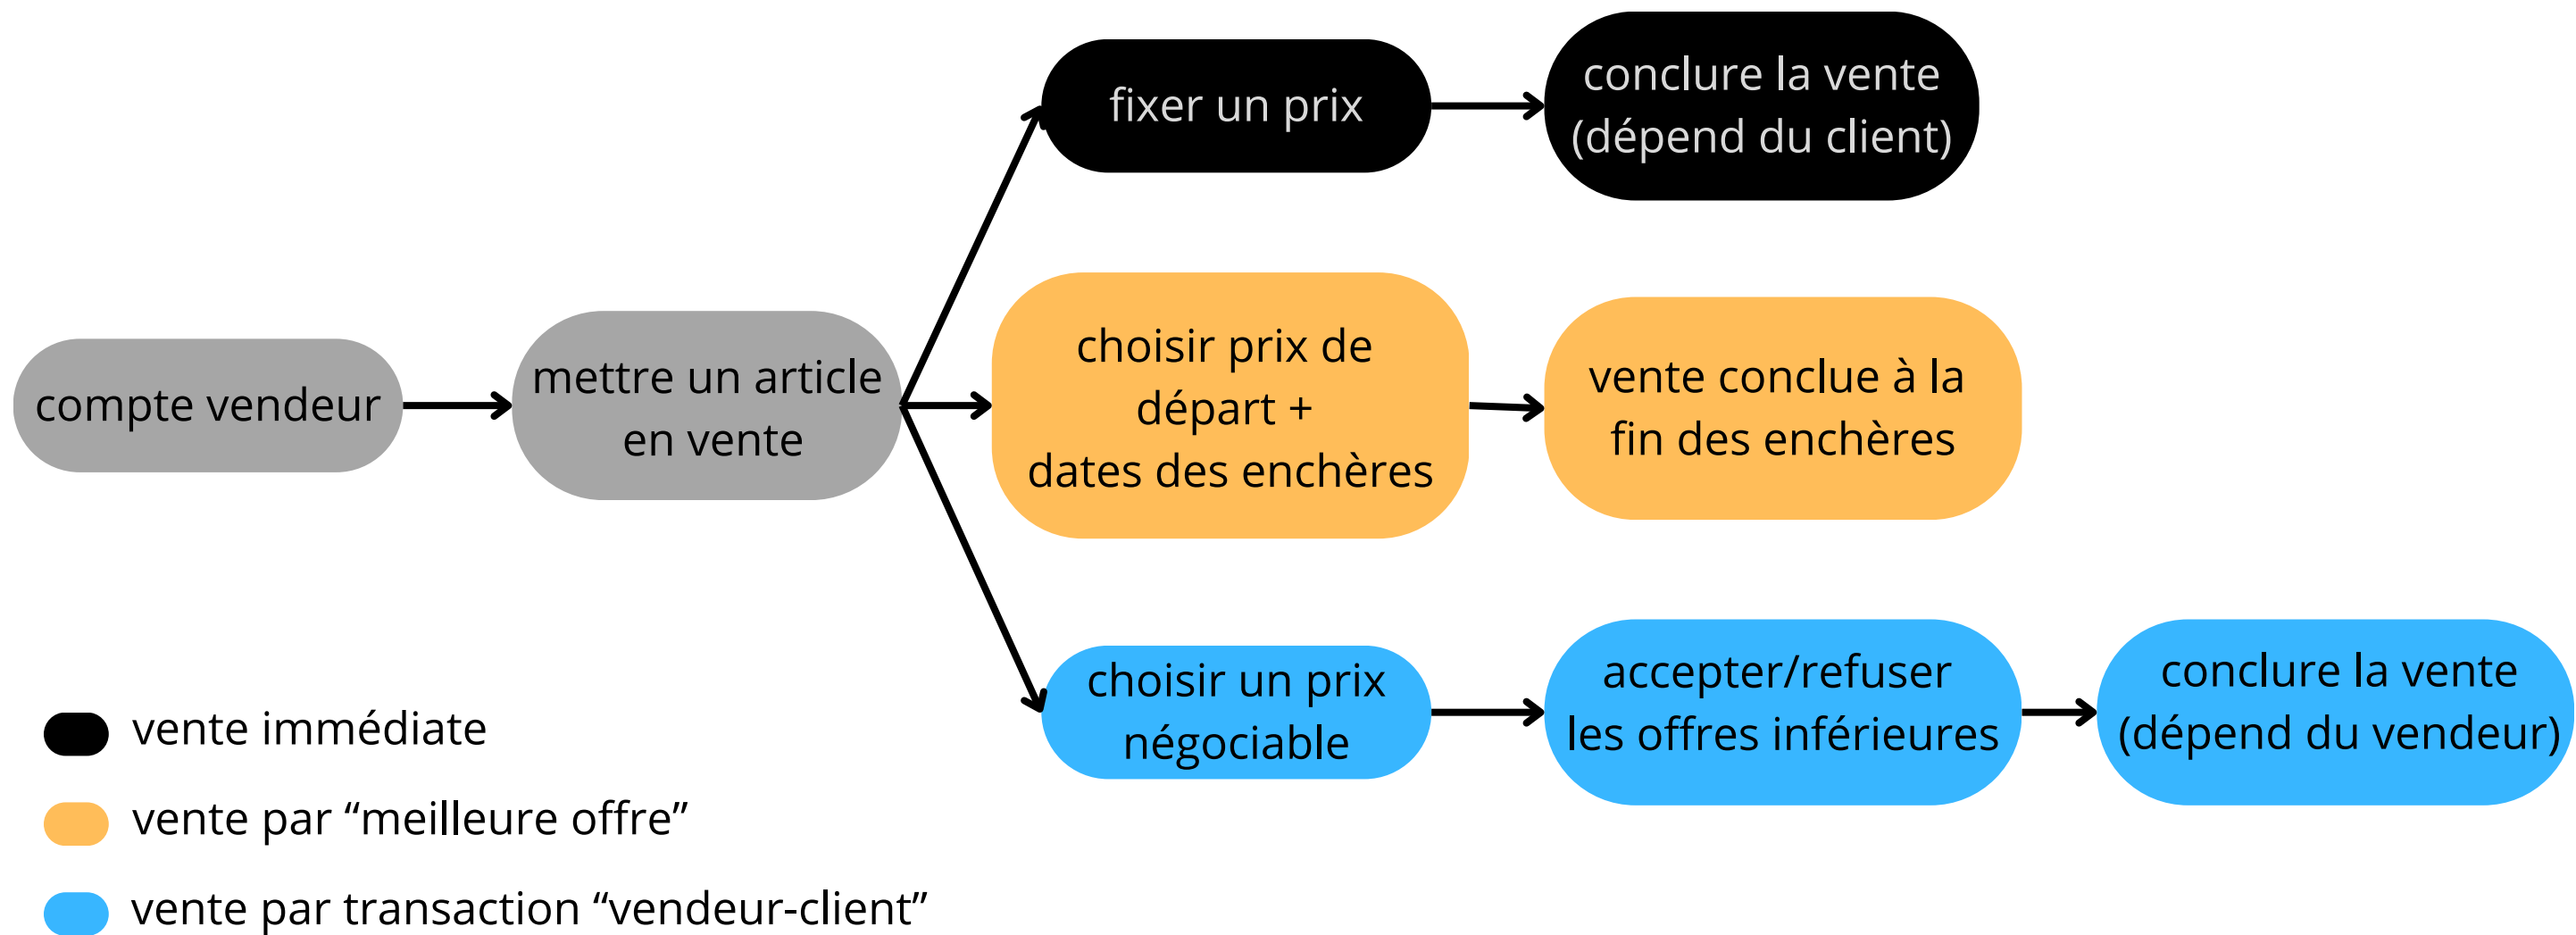 compte vendeur
mettre un article
en vente
fixer un prix
conclure la vente
(dépend du client)
choisir prix de
départ +
dates des enchères
vente conclue à la
fin des enchères
choisir un prix
négociable
accepter/refuser
les offres inférieures
conclure la vente
(dépend du vendeur)
vente immédiate
vente par “meilleure offre”
vente par transaction “vendeur-client”